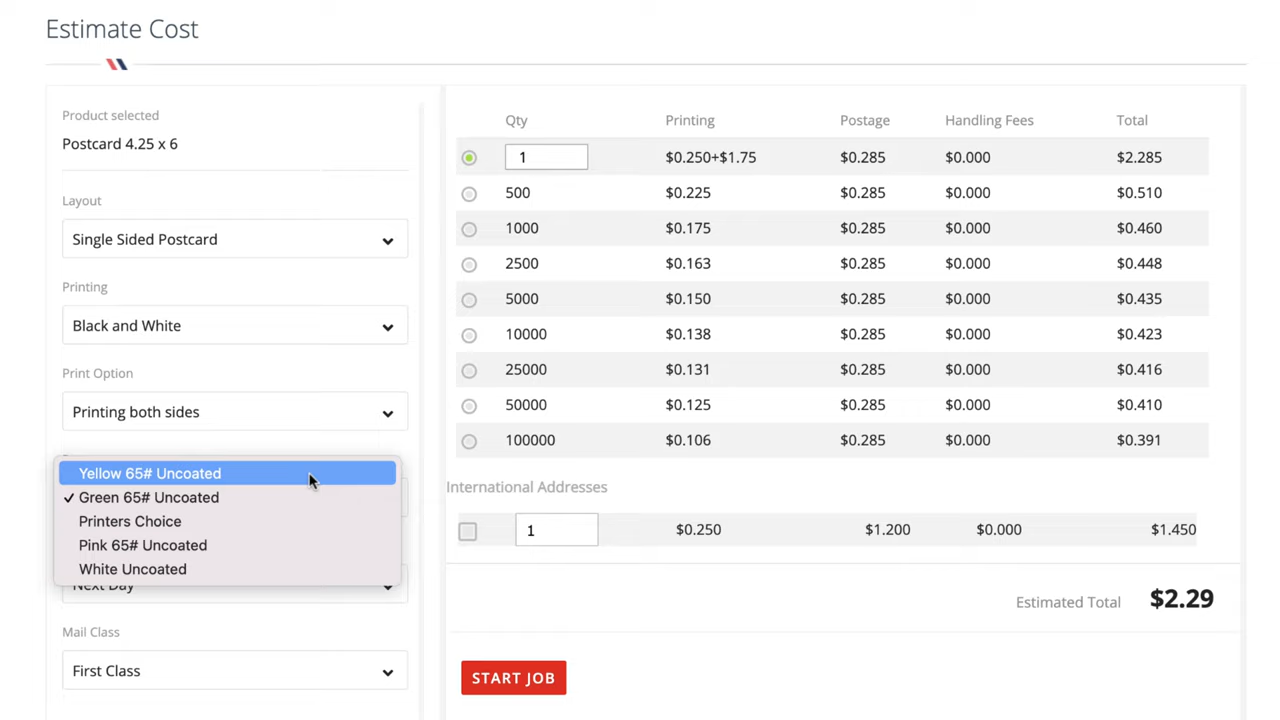 Estimate Cost
Product selected
Postcard 4.25 x 6
Layout
Single Sided Postcard
Printing
Black and White
Print Option
Printing both sides
Yellow 65# Uncoated
✓ Green 65# Uncoated
Printers Choice
Pink 65# Uncoated
White Uncoated
Next Day
Mail Class
First Class
Qty Printing Postage Handling Fees Total
1 $0.250+$1.75 $0.285 $0.000 $2.285
500 $0.225 $0.285 $0.000 $0.510
1000 $0.175 $0.285 $0.000 $0.460
2500 $0.163 $0.285 $0.000 $0.448
5000 $0.150 $0.285 $0.000 $0.435
10000 $0.138 $0.285 $0.000 $0.423
25000 $0.131 $0.285 $0.000 $0.416
50000 $0.125 $0.285 $0.000 $0.410
100000 $0.106 $0.285 $0.000 $0.391
International Addresses
1 $0.250 $1.200 $0.000 $1.450
Estimated Total $2.29
START JOB